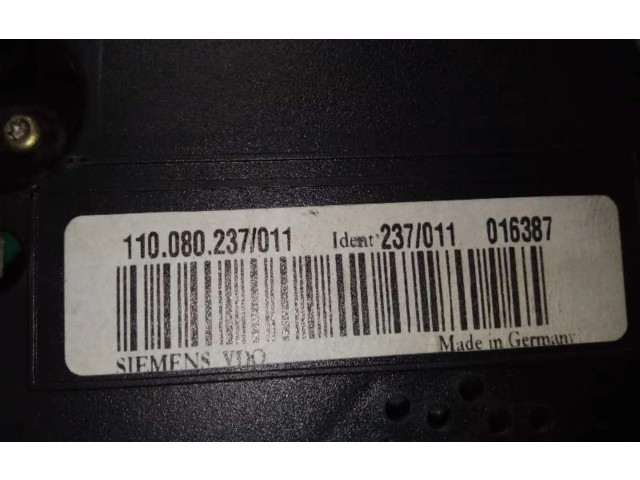 110.080.237/011 Ident 237/011 016387
SIEMENS VDO Made in Germany